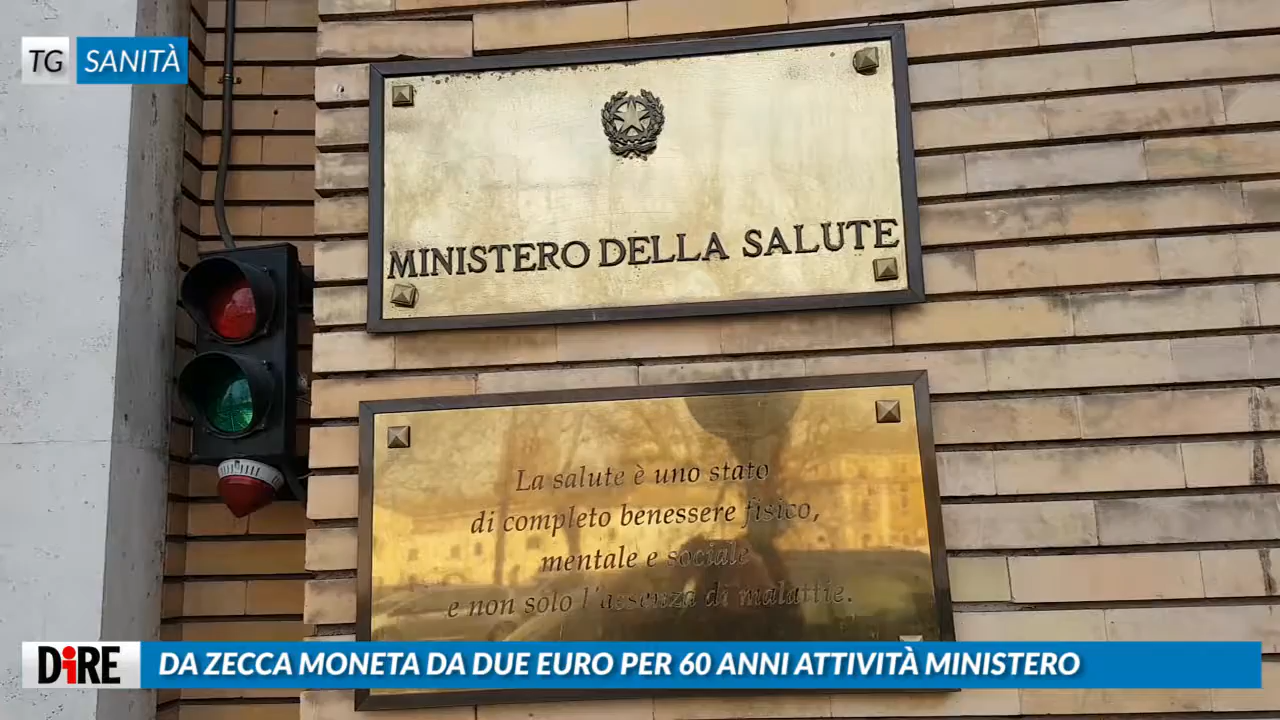 TG SANITÀ
MINISTERO DELLA SALUTE
La salute è uno stato
di completo benessere fisico,
mentale e sociale
e non solo l'assenza di malattie.
DiRE DA ZECCA MONETA DA DUE EURO PER 60 ANNI ATTIVITÀ MINISTERO